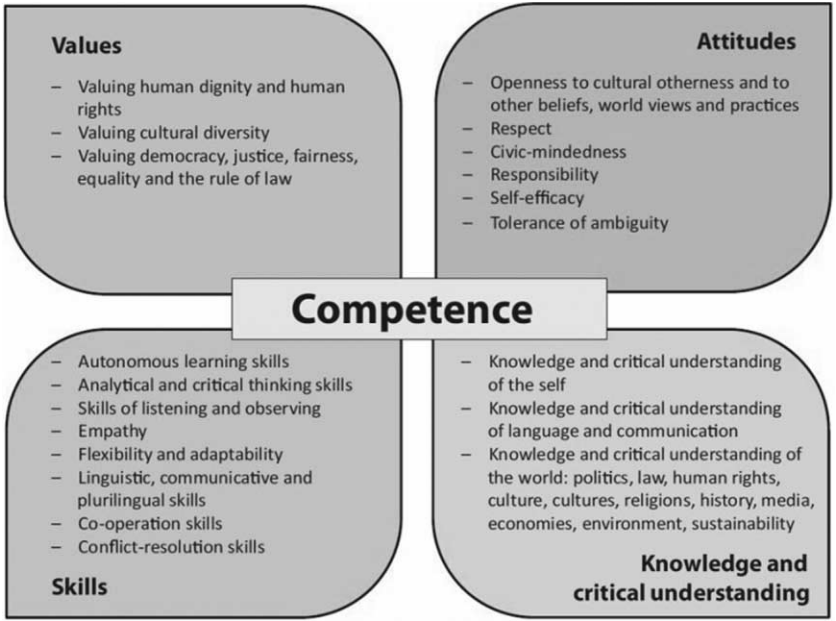 Values
– Valuing human dignity and human
rights
– Valuing cultural diversity
– Valuing democracy, justice, fairness,
equality and the rule of law
Attitudes
– Openness to cultural otherness and to
other beliefs, world views and practices
– Respect
– Civic-mindedness
– Responsibility
– Self-efficacy
– Tolerance of ambiguity
Competence
– Autonomous learning skills
– Analytical and critical thinking skills
– Skills of listening and observing
– Empathy
– Flexibility and adaptability
– Linguistic, communicative and
plurilingual skills
– Co-operation skills
– Conflict-resolution skills
Skills
– Knowledge and critical understanding
of the self
– Knowledge and critical understanding
of language and communication
– Knowledge and critical understanding of
the world: politics, law, human rights,
culture, cultures, religions, history, media,
economies, environment, sustainability
Knowledge and
critical understanding